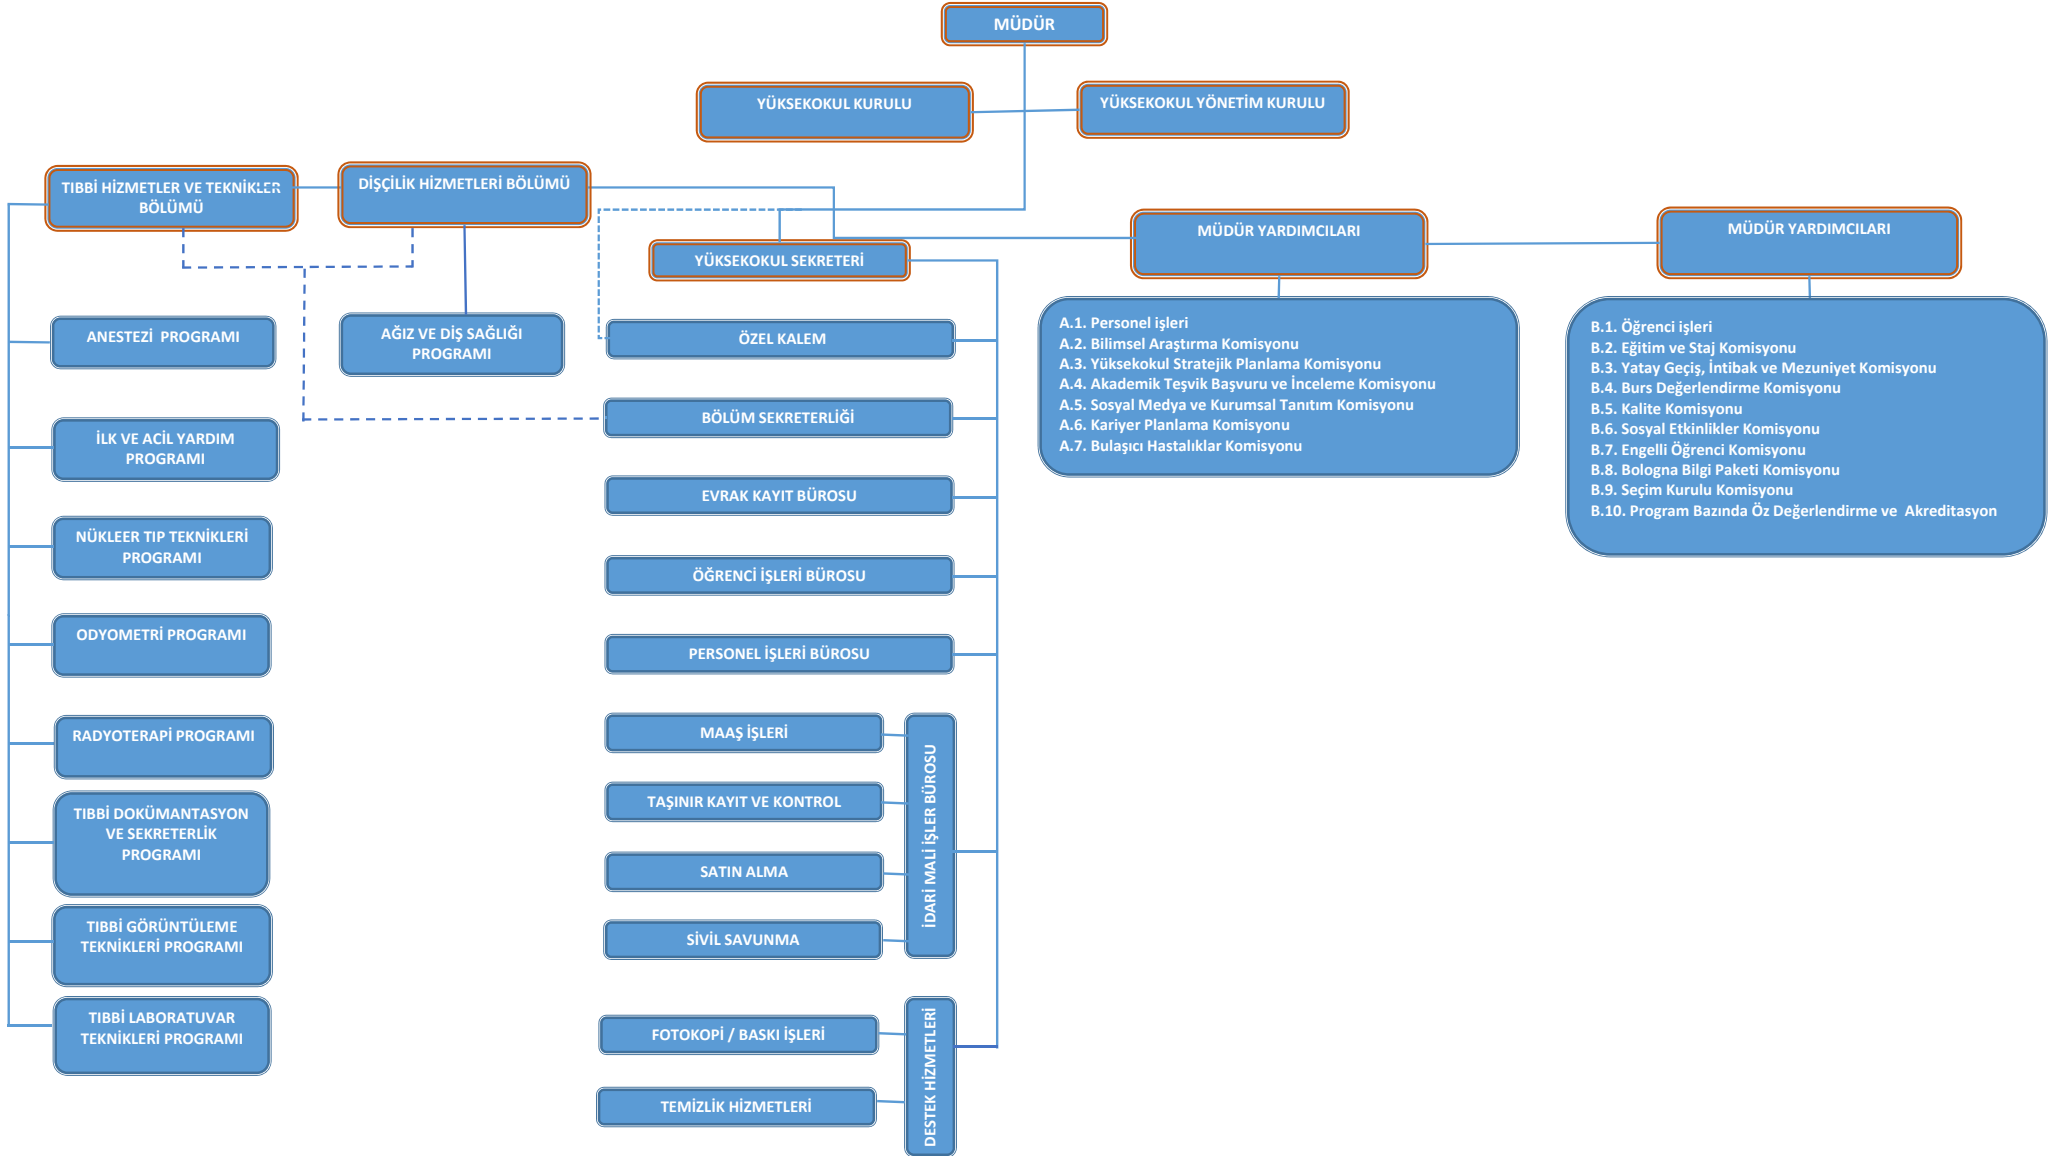 MÜDÜR
YÜKSEKOKUL KURULU
YÜKSEKOKUL YÖNETİM KURULU
TIBBİ HİZMETLER VE TEKNİKLER
BÖLÜMÜ
DİŞÇİLİK HİZMETLERİ BÖLÜMÜ
MÜDÜR YARDIMCILARI
MÜDÜR YARDIMCILARI
YÜKSEKOKUL SEKRETERİ
ANESTEZİ PROGRAMI
İLK VE ACİL YARDIM
PROGRAMI
NÜKLEER TIP TEKNİKLERİ
PROGRAMI
ODYOMETRİ PROGRAMI
RADYOTERAPİ PROGRAMI
TIBBİ DOKÜMANTASYON
VE SEKRETERLİK
PROGRAMI
TIBBİ GÖRÜNTÜLEME
TEKNİKLERİ PROGRAMI
TIBBİ LABORATUVAR
TEKNİKLERİ PROGRAMI
AĞIZ VE DİŞ SAĞLIĞI
PROGRAMI
ÖZEL KALEM
BÖLÜM SEKRETERLİĞİ
EVRAK KAYIT BÜROSU
ÖĞRENCİ İŞLERİ BÜROSU
PERSONEL İŞLERİ BÜROSU
MAAŞ İŞLERİ
TAŞINIR KAYIT VE KONTROL
SATIN ALMA
SİVİL SAVUNMA
İDARİ MALİ İŞLER BÜROSU
FOTOKOPİ / BASKI İŞLERİ
TEMİZLİK HİZMETLERİ
DESTEK HİZMETLERİ
A.1. Personel işleri
A.2. Bilimsel Araştırma Komisyonu
A.3. Yüksekokul Stratejik Planlama Komisyonu
A.4. Akademik Teşvik Başvuru ve İnceleme Komisyonu
A.5. Sosyal Medya ve Kurumsal Tanıtım Komisyonu
A.6. Kariyer Planlama Komisyonu
A.7. Bulaşıcı Hastalıklar Komisyonu
B.1. Öğrenci işleri
B.2. Eğitim ve Staj Komisyonu
B.3. Yatay Geçiş, İntibak ve Mezuniyet Komisyonu
B.4. Burs Değerlendirme Komisyonu
B.5. Kalite Komisyonu
B.6. Sosyal Etkinlikler Komisyonu
B.7. Engelli Öğrenci Komisyonu
B.8. Bologna Bilgi Paketi Komisyonu
B.9. Seçim Kurulu Komisyonu
B.10. Program Bazında Öz Değerlendirme ve Akreditasyon